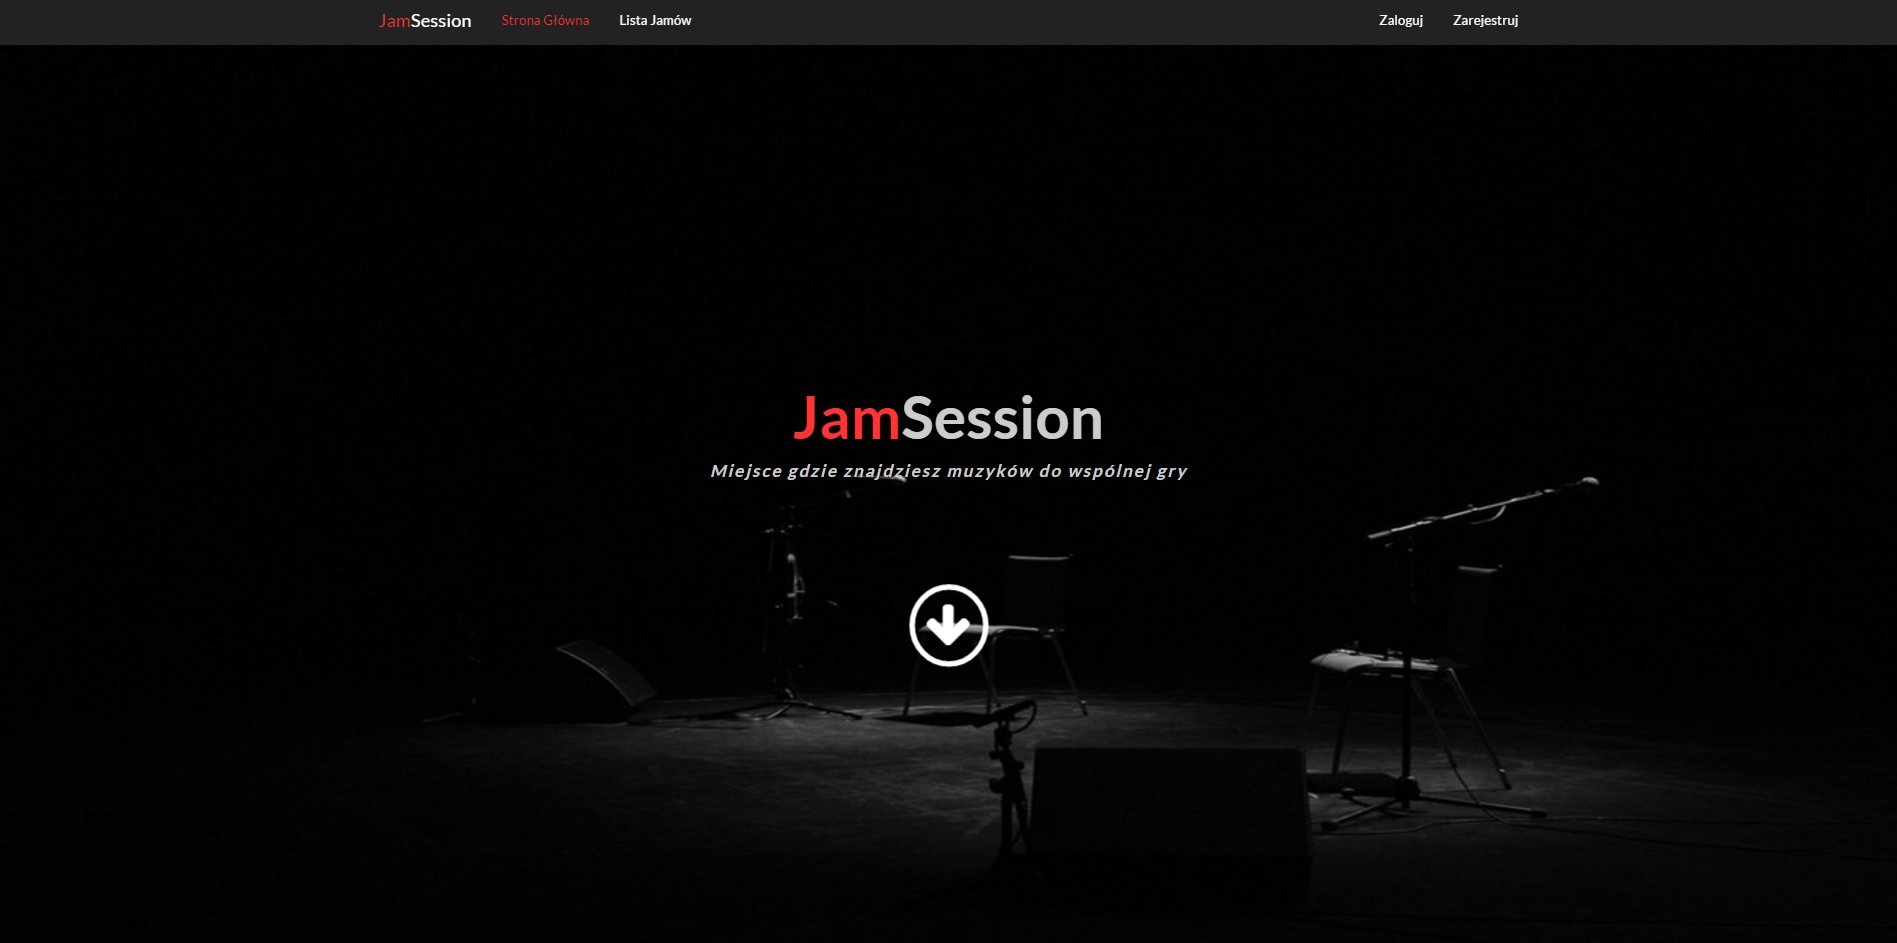 JamSession Strona Główna Lista Jamów Zaloguj Zarejestruj
JamSession
Miejsce gdzie znajdziesz muzyków do wspólnej gry